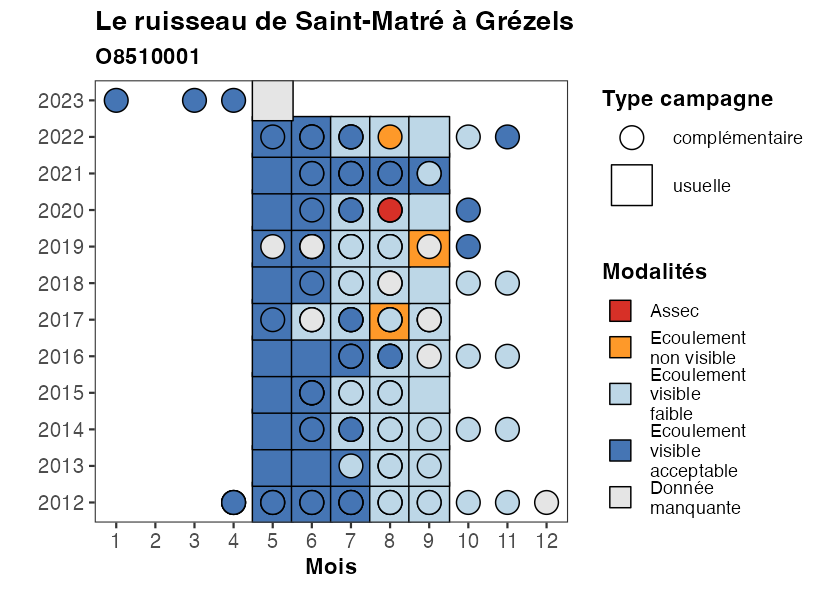 Le ruisseau de Saint-Matré à Grézels
O8510001
2023
2022
2021
2020
2019
2018
2017
2016
2015
2014
2013
2012
1 2 3 4 5 6 7 8 9 10 11 12
Mois
Type campagne
complémentaire
usuelle
Modalités
Assec
Ecoulement
non visible
Ecoulement
visible
faible
Ecoulement
visible
acceptable
Donnée
manquante